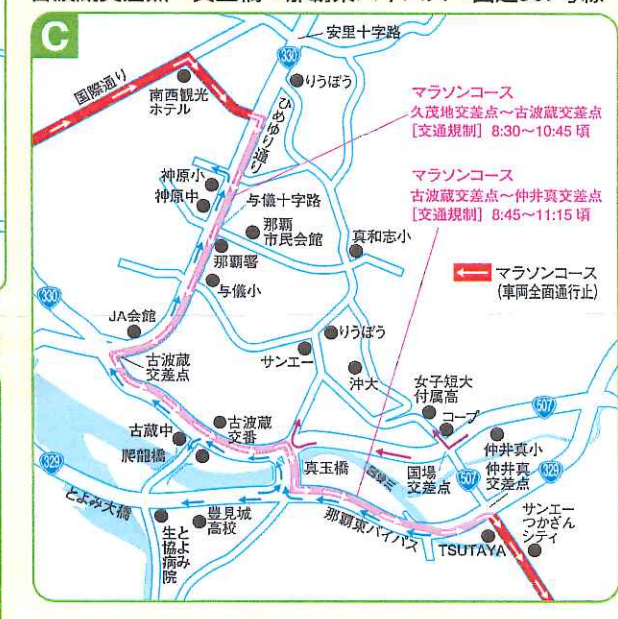 C
安里十字路
330
りうぼう
国際通り
南西観光
ホテル
ひめゆり通り
マラソンコース
久茂地交差点～古波蔵交差点
[交通規制] 8:30～10:45 頃
神原小
神原中
与儀十字路
マラソンコース
古波蔵交差点～仲井真交差点
[交通規制] 8:45～11:15 頃
那覇
市民会館
真和志小
那覇署
与儀小
マラソンコース
(車両全面通行止)
330
JA会館
古波蔵
交差点
りうぼう
サンエー
沖大
女子短大
付属高
コープ
507
古蔵中
古波蔵
交番
爬龍橋
真玉橋
国場
交差点
仲井真小
仲井真
交差点
329
507
329
とよみ大橋
豊見城
高校
とよみ
生協病院
那覇東バイパス
TSUTAYA
サンエー
つかざん
シティ